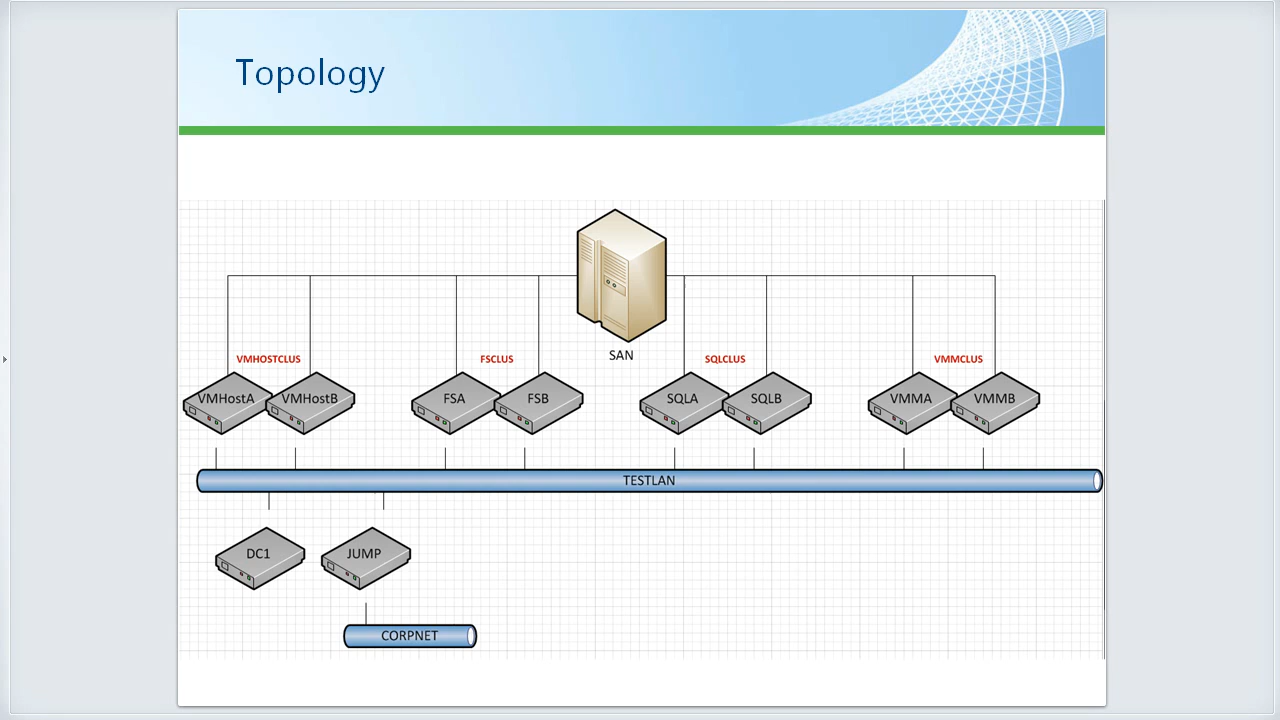 Topology
SAN
VMHOSTCLUS
FSCLUS
SQLCLUS
VMMCLUS
VMHostA
VMHostB
FSA
FSB
SQLA
SQLB
VMMA
VMMB
TESTLAN
DC1
JUMP
CORPNET